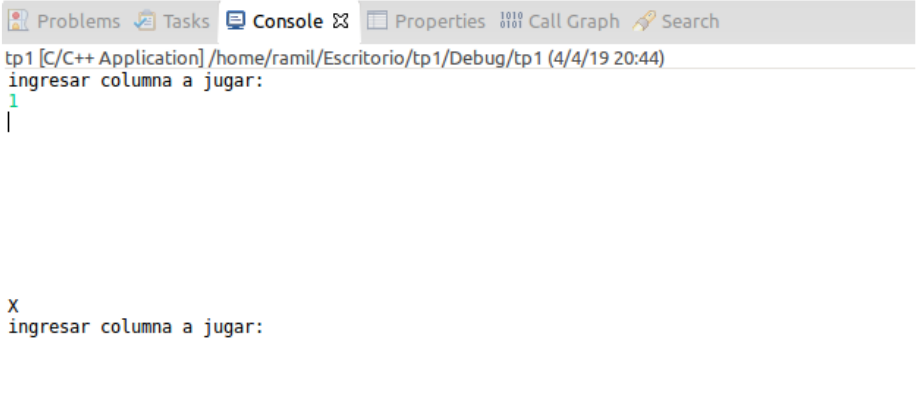 Problems Tasks Console Properties Call Graph Search
tp1 [C/C++ Application] /home/ramil/Escritorio/tp1/Debug/tp1 (4/4/19 20:44)
ingresar columna a jugar:
1
X
ingresar columna a jugar: